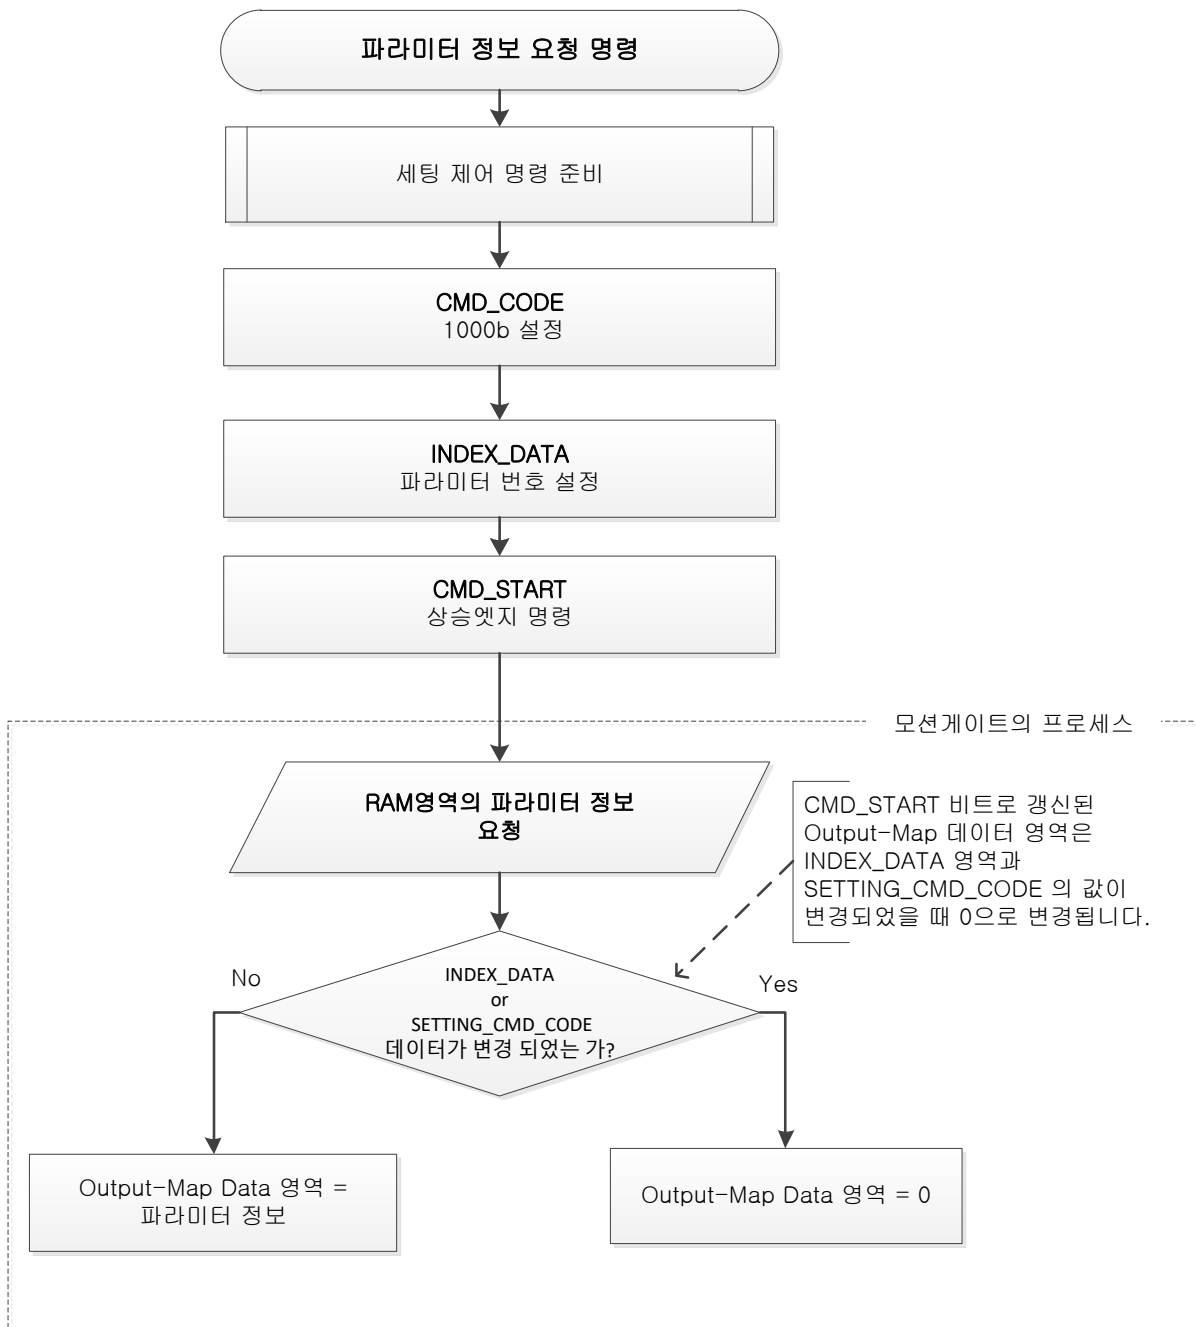 파라미터 정보 요청 명령
세팅 제어 명령 준비
CMD_CODE
1000b 설정
INDEX_DATA
파라미터 번호 설정
CMD_START
상승엣지 명령
모션게이트의 프로세스
RAM영역의 파라미터 정보
요청
CMD_START 비트로 갱신된
Output-Map 데이터 영역은
INDEX_DATA 영역과
SETTING_CMD_CODE 의 값이
변경되었을 때 0으로 변경됩니다.
No
INDEX_DATA
or
SETTING_CMD_CODE
데이터가 변경 되었는 가?
Yes
Output-Map Data 영역 =
파라미터 정보
Output-Map Data 영역 = 0